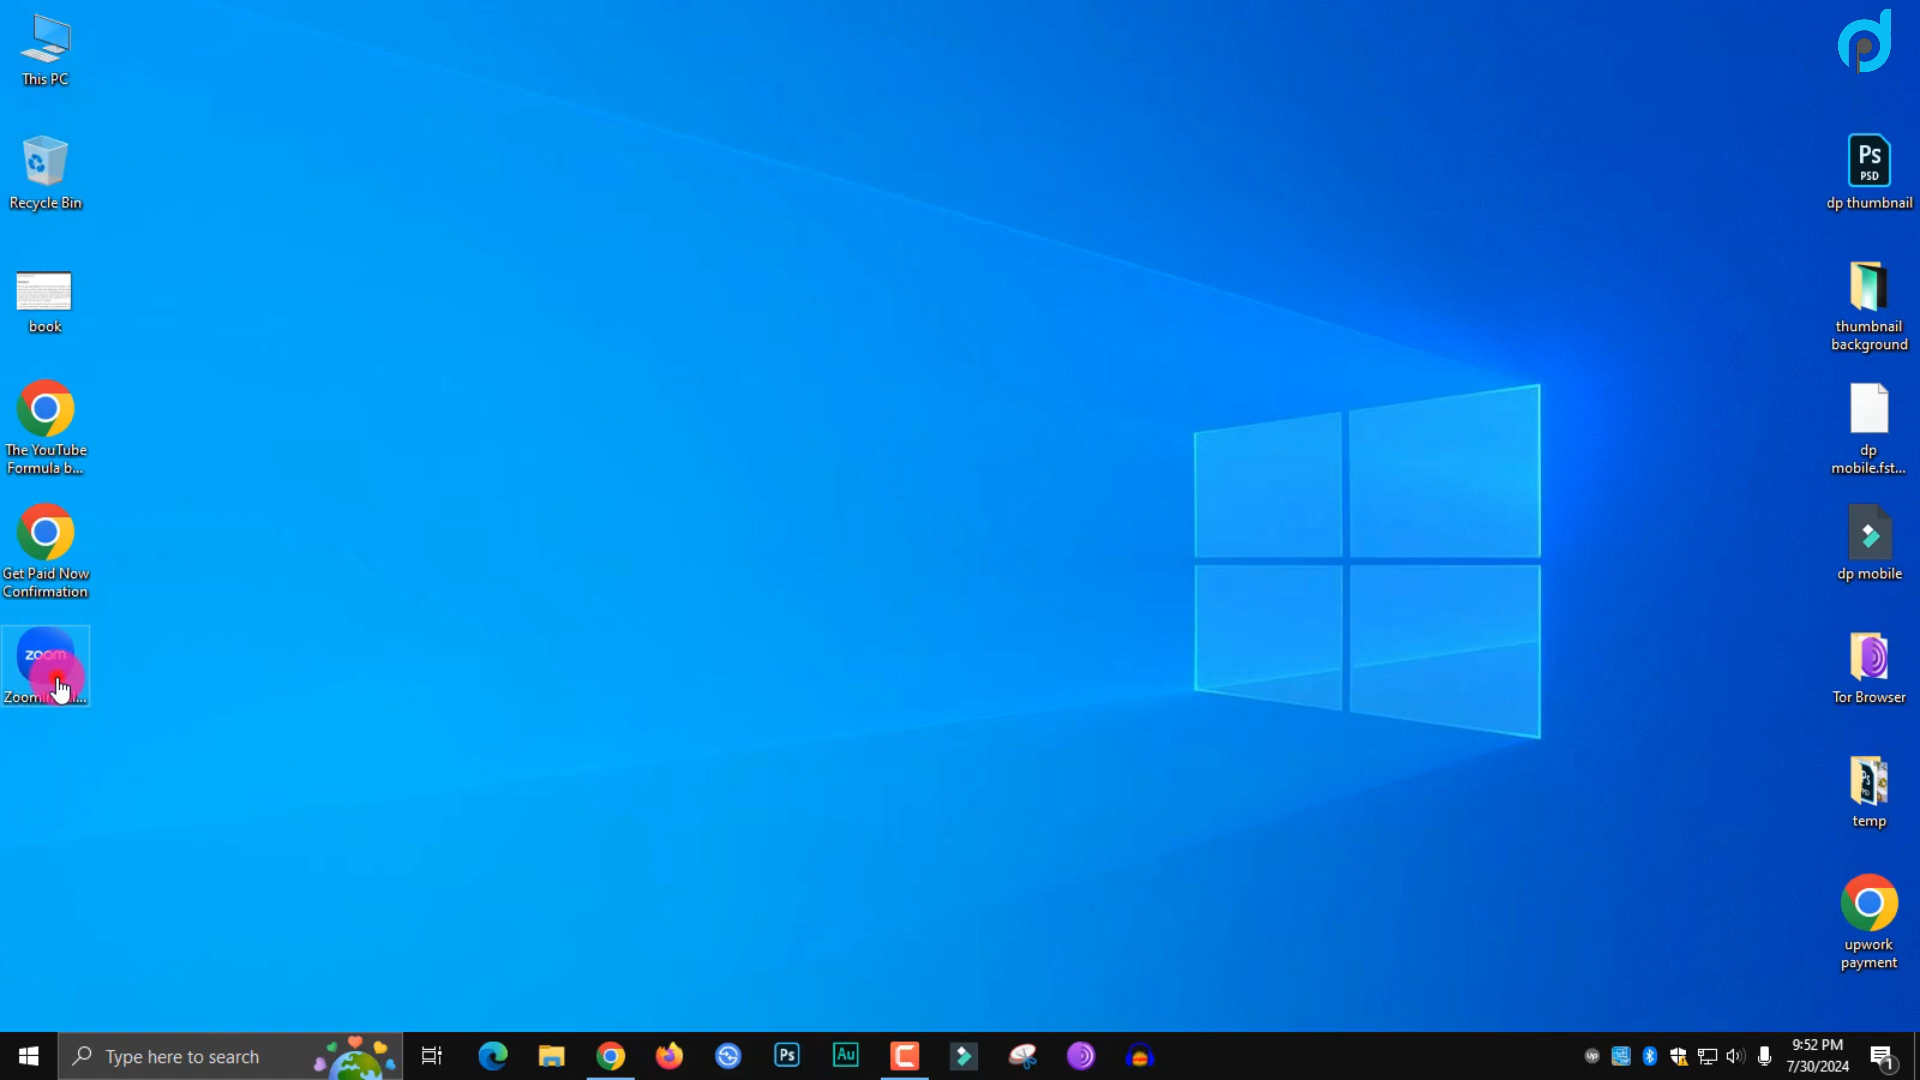 This PC
Recycle Bin
book
The YouTube
Formula b...
Get Paid Now
Confirmation
zoom
dp thumbnail
Ps
PSD
thumbnail
background
dp
mobile.fst...
dp mobile
Tor Browser
temp
upwork
payment
Type here to search
Ps
Au
Up
9:52 PM
7/30/2024
1